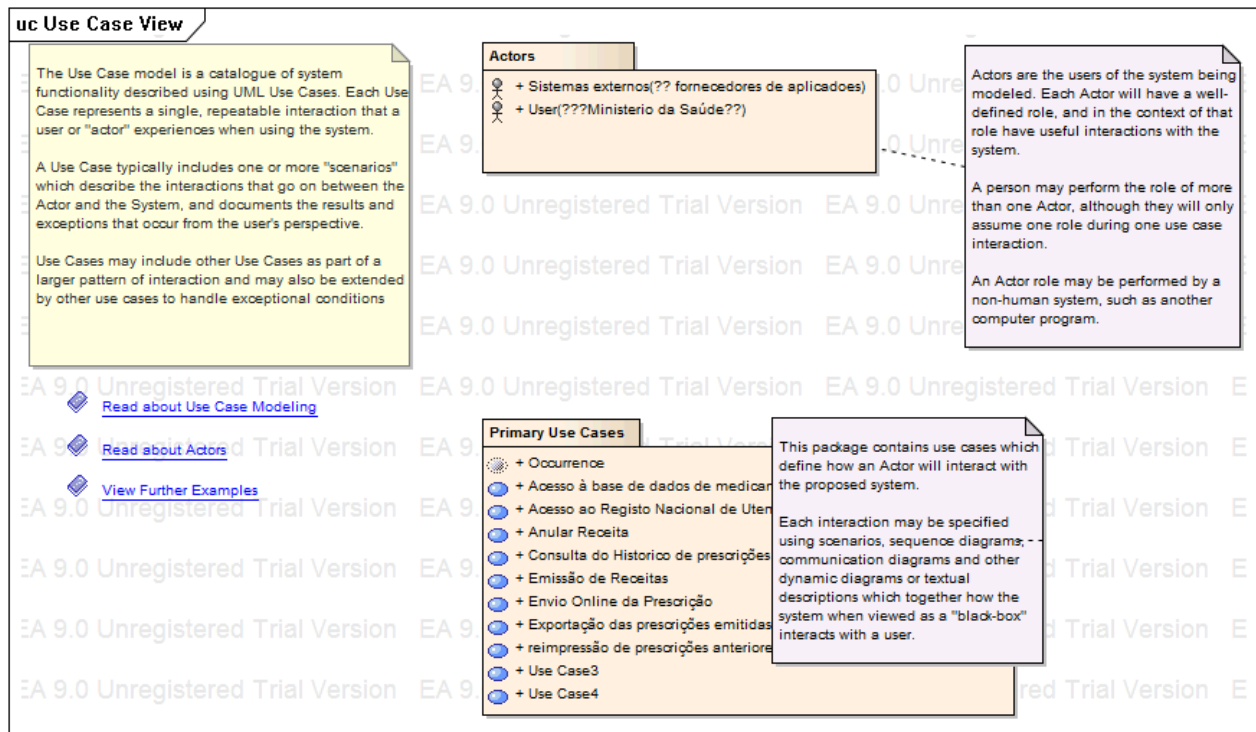 uc Use Case View
The Use Case model is a catalogue of system
functionality described using UML Use Cases. Each Use
Case represents a single, repeatable interaction that a
user or "actor" experiences when using the system.
A Use Case typically includes one or more "scenarios"
which describe the interactions that go on between the
Actor and the System, and documents the results and
exceptions that occur from the user's perspective.
Use Cases may include other Use Cases as part of a
larger pattern of interaction and may also be extended
by other use cases to handle exceptional conditions
Read about Use Case Modeling
Read about Actors
View Further Examples
Actors
+ Sistemas externos(?? fornecedores de aplicadoes)
+ User(???Ministerio da Saúde??)
Actors are the users of the system being
modeled. Each Actor will have a well-
defined role, and in the context of that
role have useful interactions with the
system.
A person may perform the role of more
than one Actor, although they will only
assume one role during one use case
interaction.
An Actor role may be performed by a
non-human system, such as another
computer program.
Primary Use Cases
+ Occurrence
+ Acesso à base de dados de medicar
+ Acesso ao Registo Nacional de Uten
+ Anular Receita
+ Consulta do Historico de prescrições
+ Emissão de Receitas
+ Envio Online da Prescrição
+ Exportação das prescrições emitidas
+ reimpressão de prescrições anteriore
+ Use Case3
+ Use Case4
This package contains use cases which
define how an Actor will interact with
the proposed system.
Each interaction may be specified
using scenarios, sequence diagrams,
communication diagrams and other
dynamic diagrams or textual
descriptions which together how the
system when viewed as a "black-box"
interacts with a user.
EA 9.0 Unregistered Trial Version